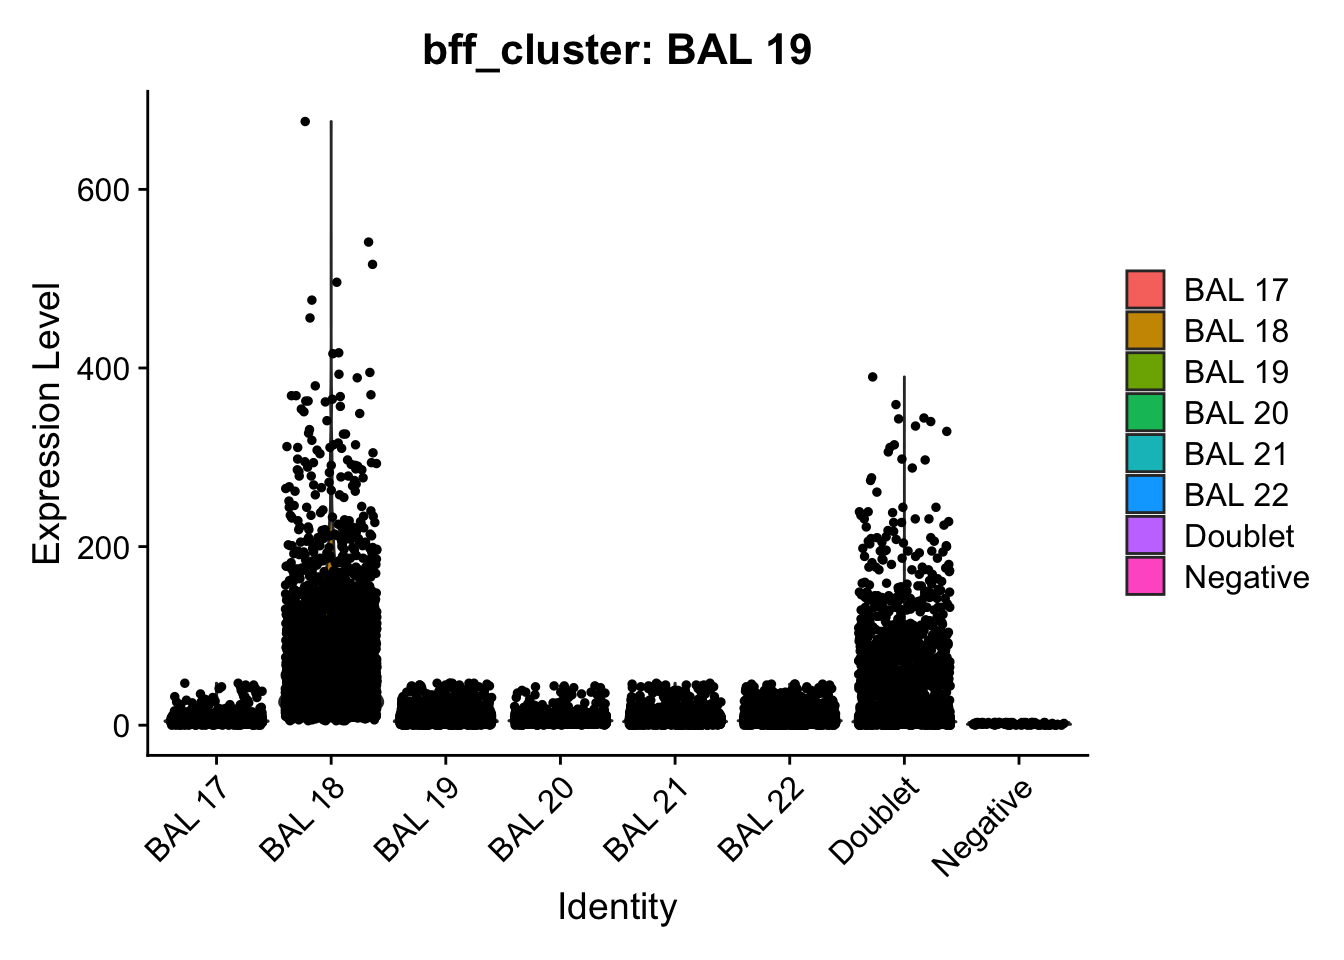 bff_cluster: BAL 19
Expression Level
600
400
200
0
BAL 17
BAL 18
BAL 19
BAL 20
BAL 21
BAL 22
Doublet
Negative
Identity
BAL 17
BAL 18
BAL 19
BAL 20
BAL 21
BAL 22
Doublet
Negative